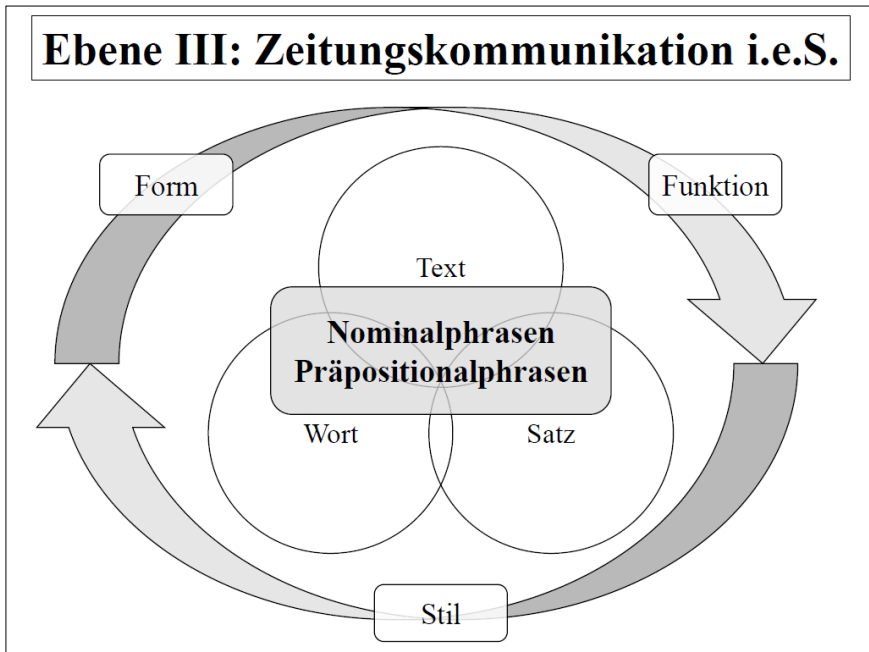 Ebene III: Zeitungskommunikation i.e.S.
Form
Funktion
Text
Nominalphrasen
Präpositionalphrasen
Wort
Satz
Stil